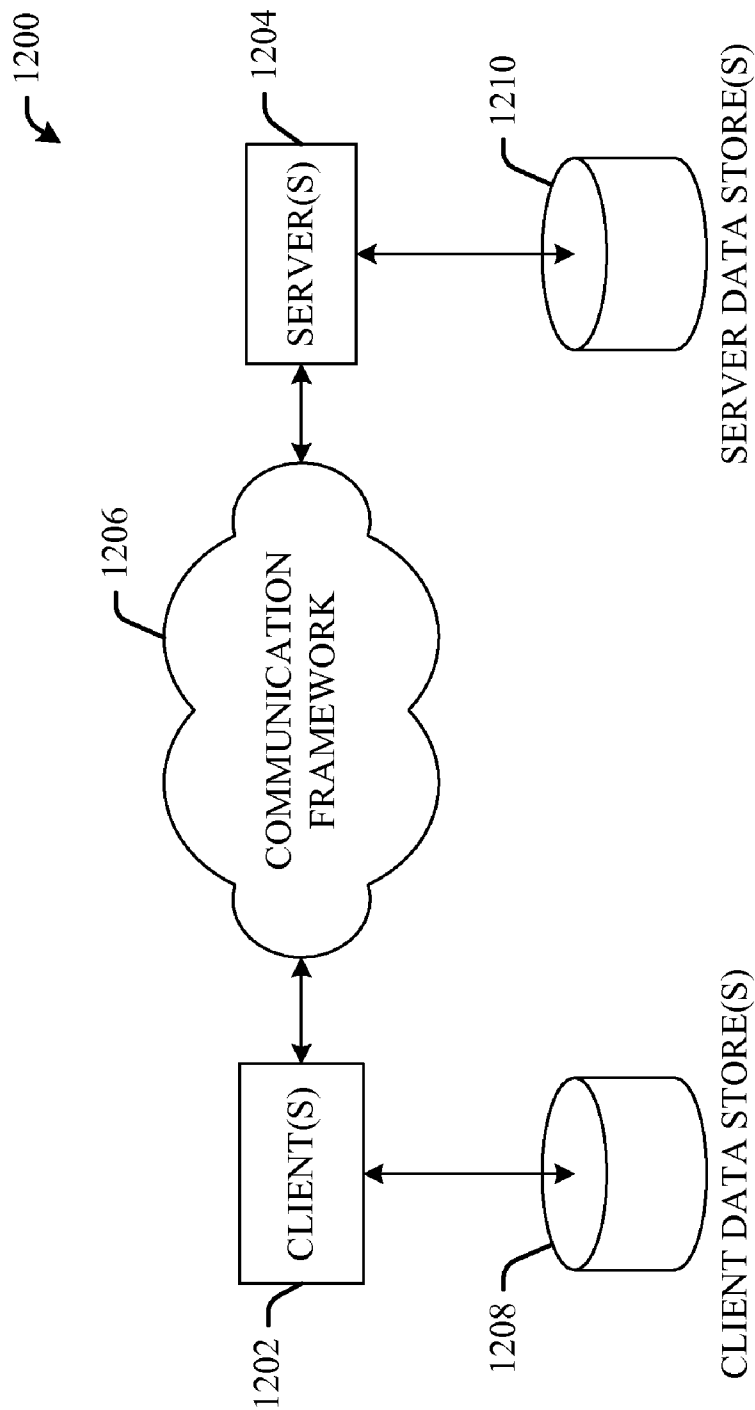 1200
1202
CLIENT(S)
1206
COMMUNICATION
FRAMEWORK
SERVER(S)
1204
1208
CLIENT DATA STORE(S)
1210
SERVER DATA STORE(S)